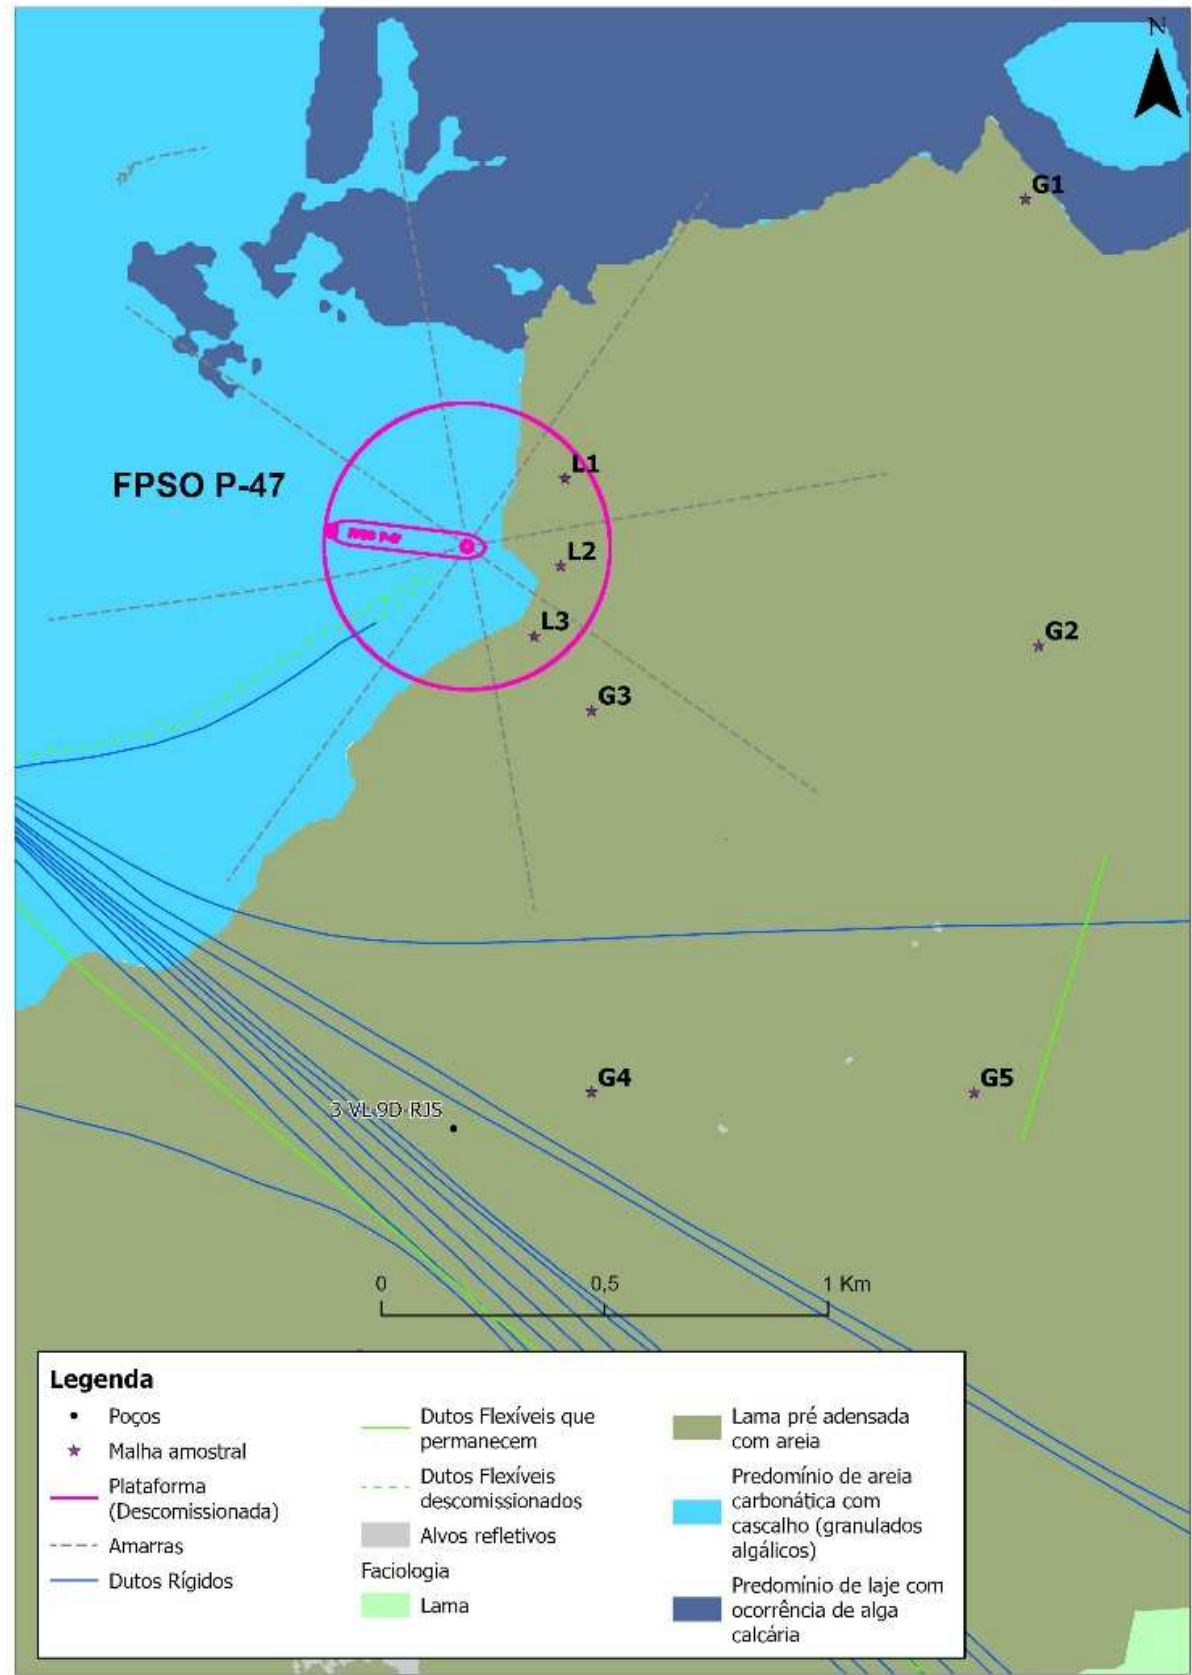 N
G1
FPSO P-47
L1
FPSO P-47
L2
L3
G2
G3
G4
G5
3-VL-9D-RJS
0
0,5
1 Km
Legenda
Poços
Malha amostral
Plataforma
(Descomissionada)
Amarras
Dutos Rígidos
Dutos Flexíveis que
permanecem
Dutos Flexíveis
descomissionados
Alvos refletivos
Faciologia
Lama
Lama pré adensada
com areia
Predomínio de areia
carbonática com
cascalho (granulados
algálicos)
Predomínio de laje com
ocorrência de alga
calcária